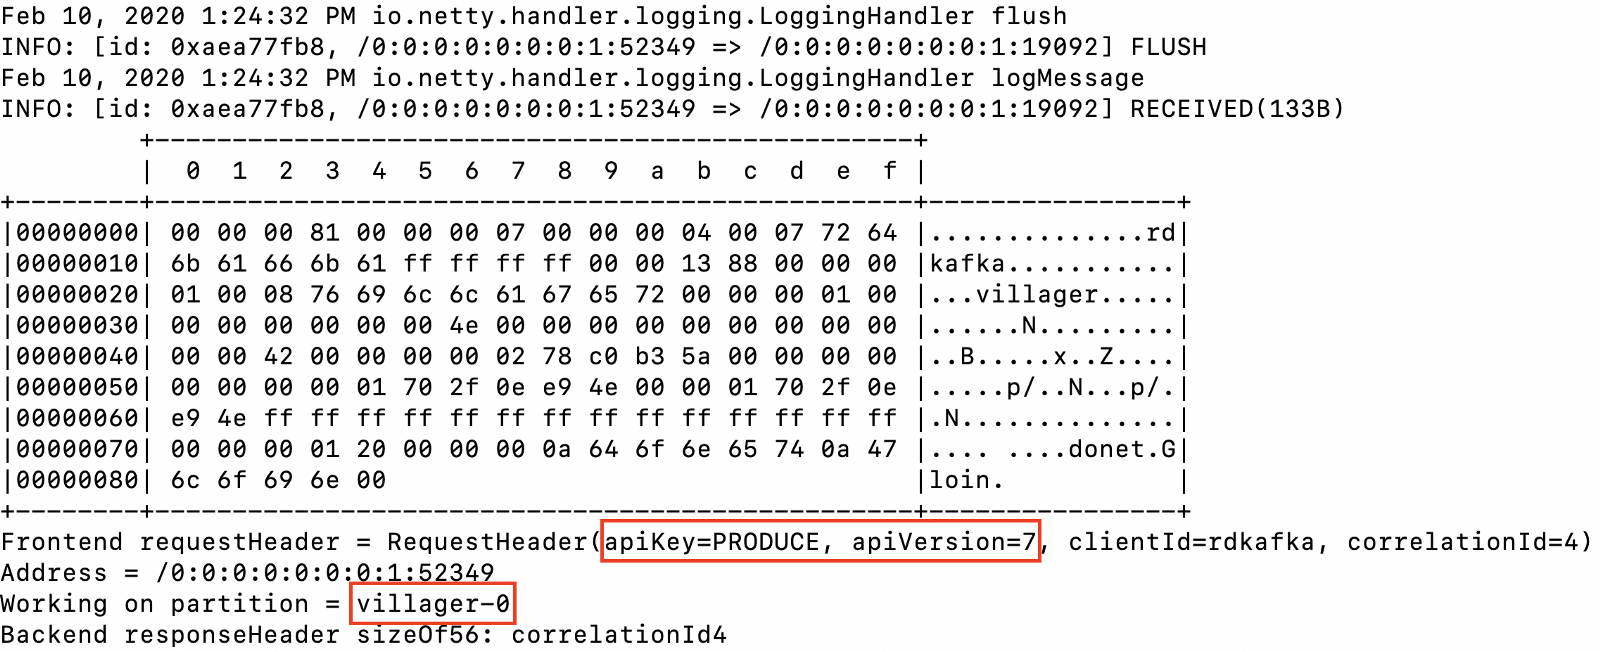 Feb 10, 2020 1:24:32 PM io.netty.handler.logging.LoggingHandler flush
INFO: [id: 0xaea77fb8, /0:0:0:0:0:0:0:1:52349 => /0:0:0:0:0:0:0:1:19092] FLUSH
Feb 10, 2020 1:24:32 PM io.netty.handler.logging.LoggingHandler logMessage
INFO: [id: 0xaea77fb8, /0:0:0:0:0:0:0:1:52349 => /0:0:0:0:0:0:0:1:19092] RECEIVED(133B)
         +-------------------------------------------------+
         |  0  1  2  3  4  5  6  7  8  9  a  b  c  d  e  f |
+--------+-------------------------------------------------+----------------+
|00000000| 00 00 00 81 00 00 00 07 00 00 00 04 00 07 72 64 |..............rd|
|00000010| 6b 61 66 6b 61 ff ff ff ff 00 00 13 88 00 00 00 |kafka...........|
|00000020| 01 00 08 76 69 6c 6c 61 67 65 72 00 00 00 01 00 |...villager.....|
|00000030| 00 00 00 00 00 00 4e 00 00 00 00 00 00 00 00 00 |......N.........|
|00000040| 00 00 42 00 00 00 00 02 78 c0 b3 5a 00 00 00 00 |..B.....x..Z....|
|00000050| 00 00 00 00 01 70 2f 0e e9 4e 00 00 01 70 2f 0e |.....p/..N...p/.|
|00000060| e9 4e ff ff ff ff ff ff ff ff ff ff ff ff ff ff |.N..............|
|00000070| 00 00 00 01 20 00 00 00 0a 64 6f 6e 65 74 0a 47 |.... ....donet.G|
|00000080| 6c 6f 69 6e 00                                  |loin.           |
+--------+-------------------------------------------------+----------------+
Frontend requestHeader = RequestHeader(apiKey=PRODUCE, apiVersion=7, clientId=rdkafka, correlationId=4)
Address = /0:0:0:0:0:0:0:1:52349
Working on partition = villager-0
Backend responseHeader sizeOf56: correlationId4